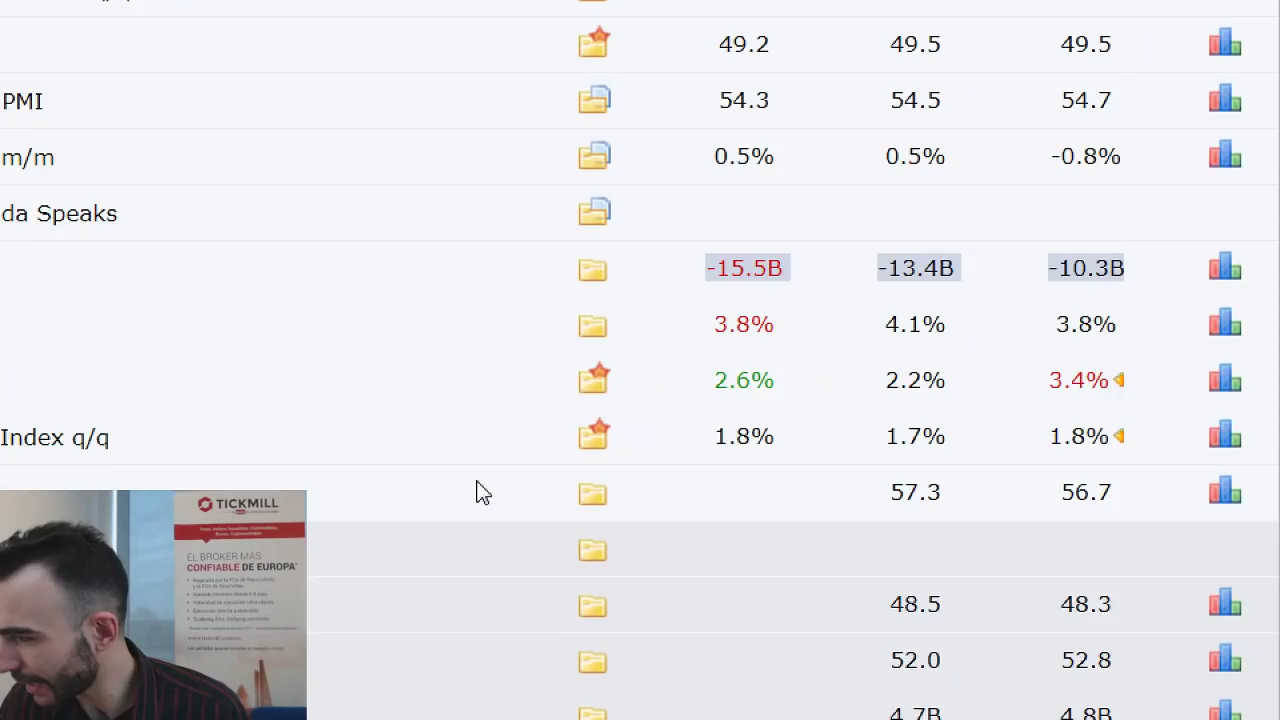 49.2 49.5 49.5
PMI 54.3 54.5 54.7
m/m 0.5% 0.5% -0.8%
da Speaks
-15.5B -13.4B -10.3B
3.8% 4.1% 3.8%
2.6% 2.2% 3.4%
Index q/q 1.8% 1.7% 1.8%
57.3 56.7
48.5 48.3
52.0 52.8
4.7B 4.8B
TICKMILL
EL BROKER MÁS
CONFIABLE DE EUROPA*